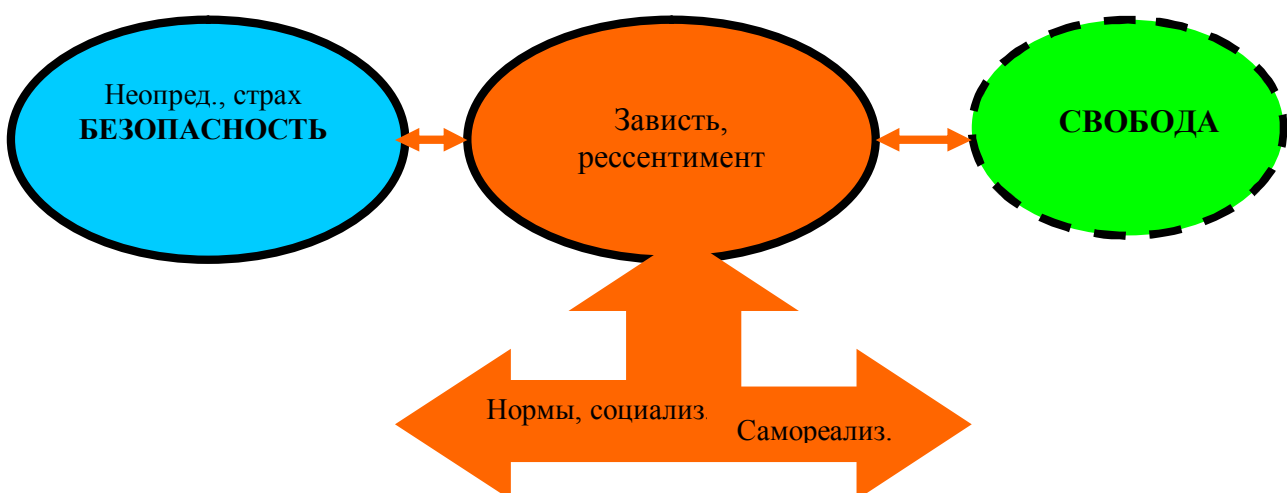 Неопред., страх
БЕЗОПАСНОСТЬ
Зависть,
рессентимент
СВОБОДА
Нормы, социализ.
Самореализ.